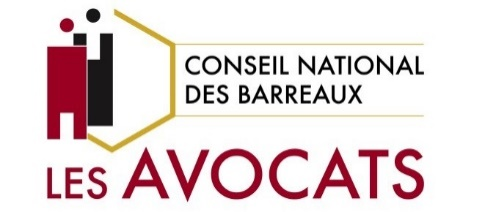 CONSEIL NATIONAL
DES BARREAUX
LES AVOCATS